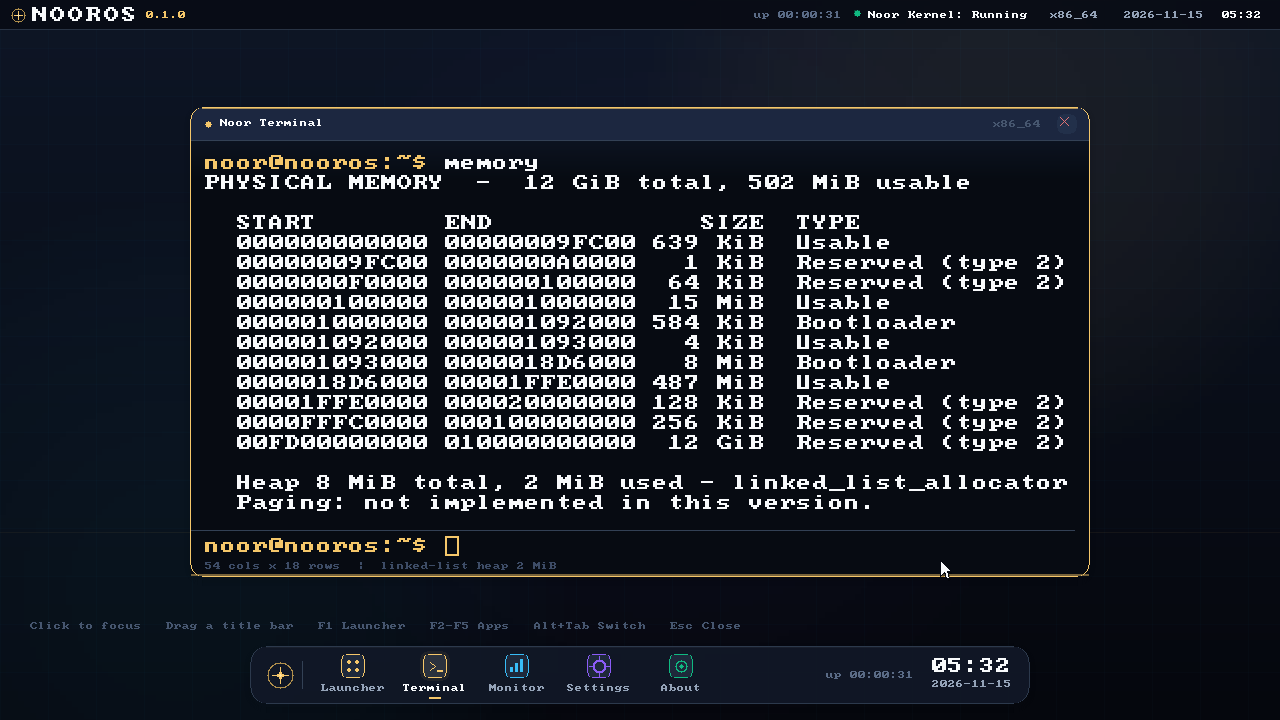 NOOROS 0.1.0 up 00:00:31 Noor Kernel: Running x86_64 2026-11-15 05:32
Noor Terminal x86_64
noor@nooros:~$ memory
PHYSICAL MEMORY - 12 GiB total, 502 MiB usable
START END SIZE TYPE
000000000000 00000009FC00 639 KiB Usable
00000009FC00 0000000A0000 1 KiB Reserved (type 2)
0000000F0000 000000100000 64 KiB Reserved (type 2)
000000100000 000001000000 15 MiB Usable
000001000000 000001092000 584 KiB Bootloader
000001092000 000001093000 4 KiB Usable
000001093000 0000018D6000 8 MiB Bootloader
0000018D6000 00001FFE0000 487 MiB Usable
00001FFE0000 000020000000 128 KiB Reserved (type 2)
0000FFFC0000 000100000000 256 KiB Reserved (type 2)
00FD00000000 010000000000 12 GiB Reserved (type 2)
Heap 8 MiB total, 2 MiB used - linked_list_allocator
Paging: not implemented in this version.
noor@nooros:~$
54 cols x 18 rows | linked-list heap 2 MiB
Click to focus Drag a title bar F1 Launcher F2-F5 Apps Alt+Tab Switch Esc Close
Launcher Terminal Monitor Settings About up 00:00:31 05:32
2026-11-15